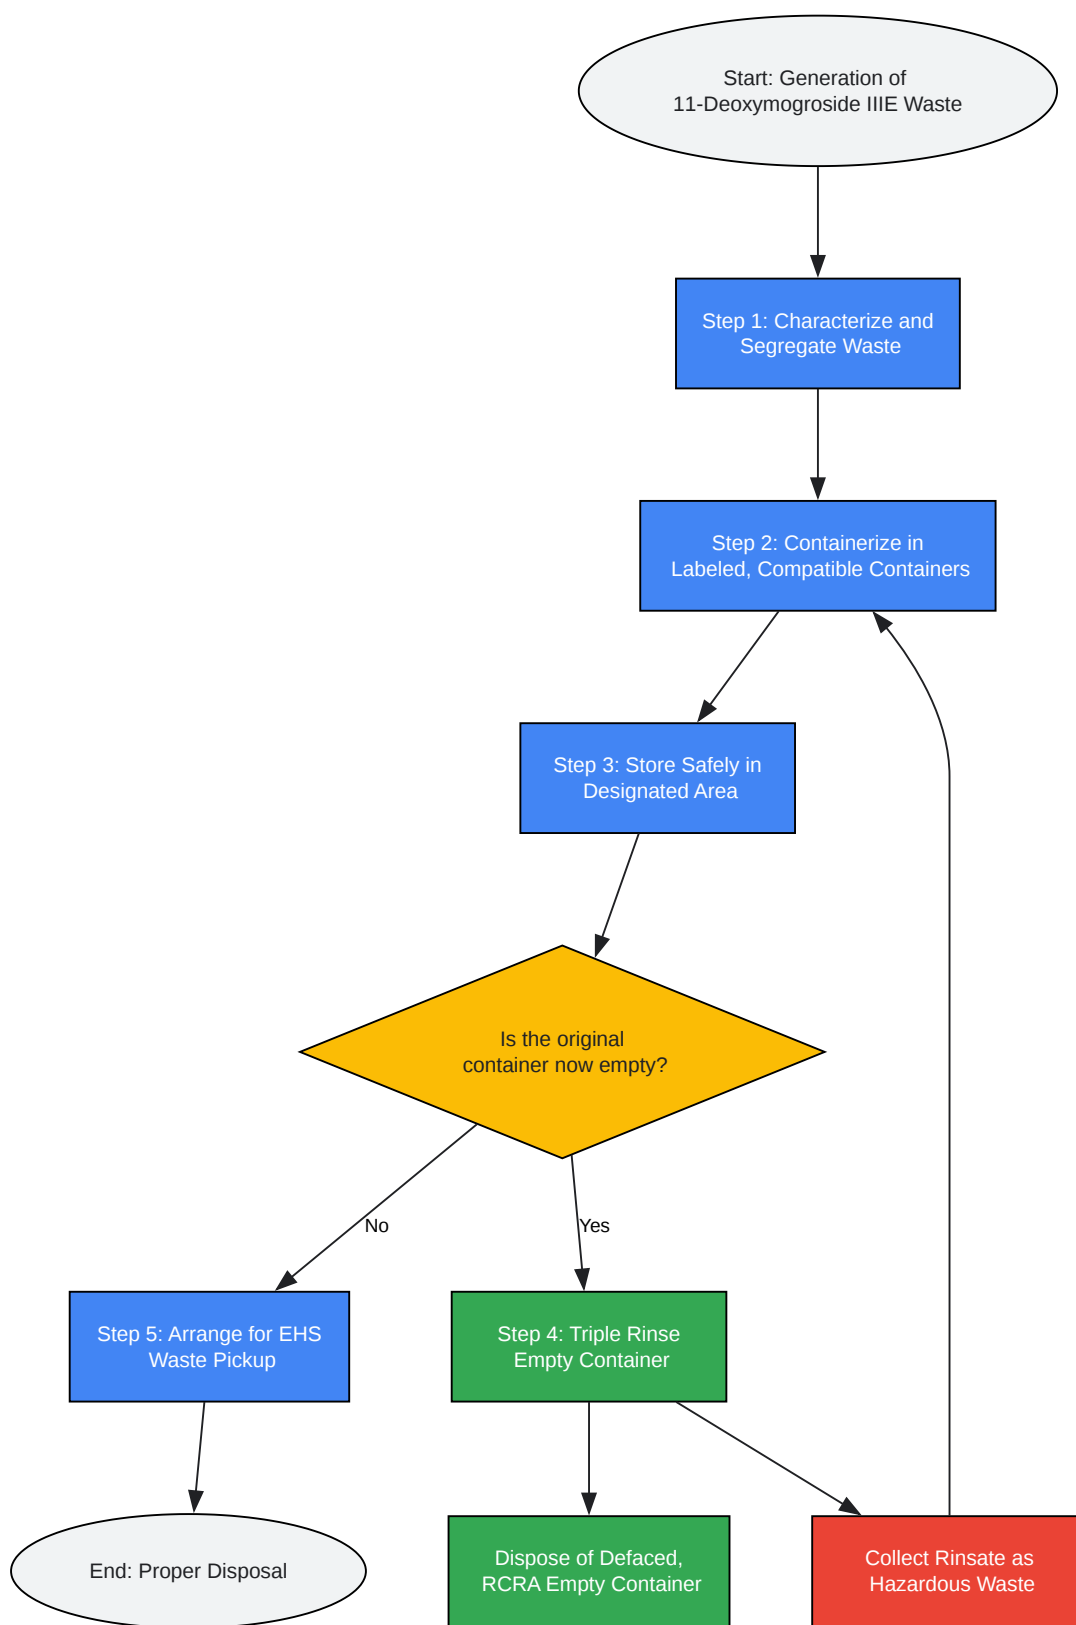 Start: Generation of
11-Deoxymogroside IIIE Waste
Step 1: Characterize and
Segregate Waste
Step 2: Containerize in
Labeled, Compatible Containers
Step 3: Store Safely in
Designated Area
Is the original
container now empty?
No
Yes
Step 5: Arrange for EHS
Waste Pickup
Step 4: Triple Rinse
Empty Container
End: Proper Disposal
Dispose of Defaced,
RCRA Empty Container
Collect Rinsate as
Hazardous Waste